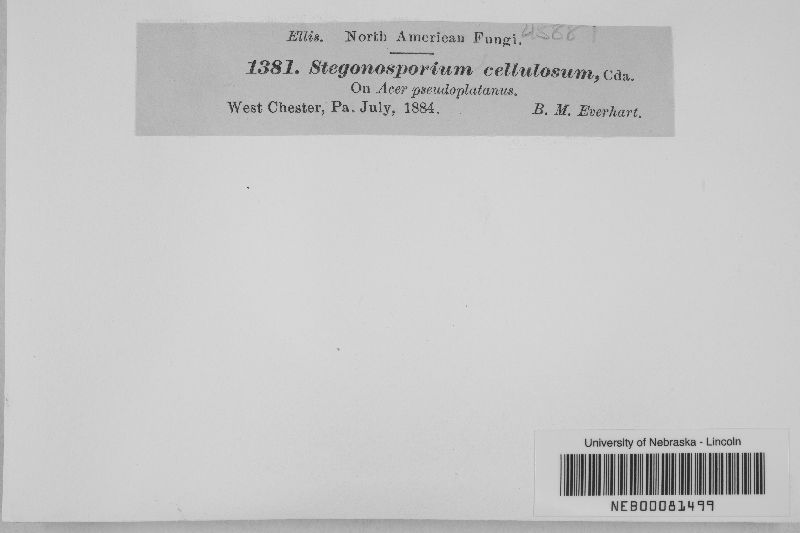 Ellis. North American Fungi. 45881
1381. Stegonosporium cellulosum, Cda.
On Acer pseudoplatanus.
West Chester, Pa. July, 1884. B. M. Everhart.
University of Nebraska - Lincoln
NEB00081499